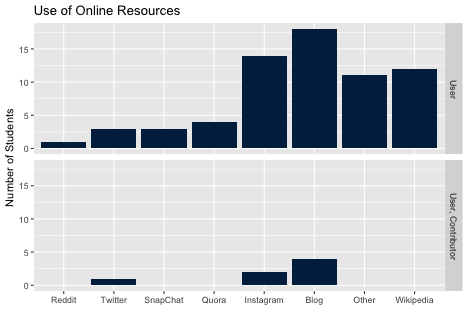 Use of Online Resources
Number of Students
15
10
5
0
User
15
10
5
0
User, Contributor
Reddit Twitter SnapChat Quora Instagram Blog Other Wikipedia